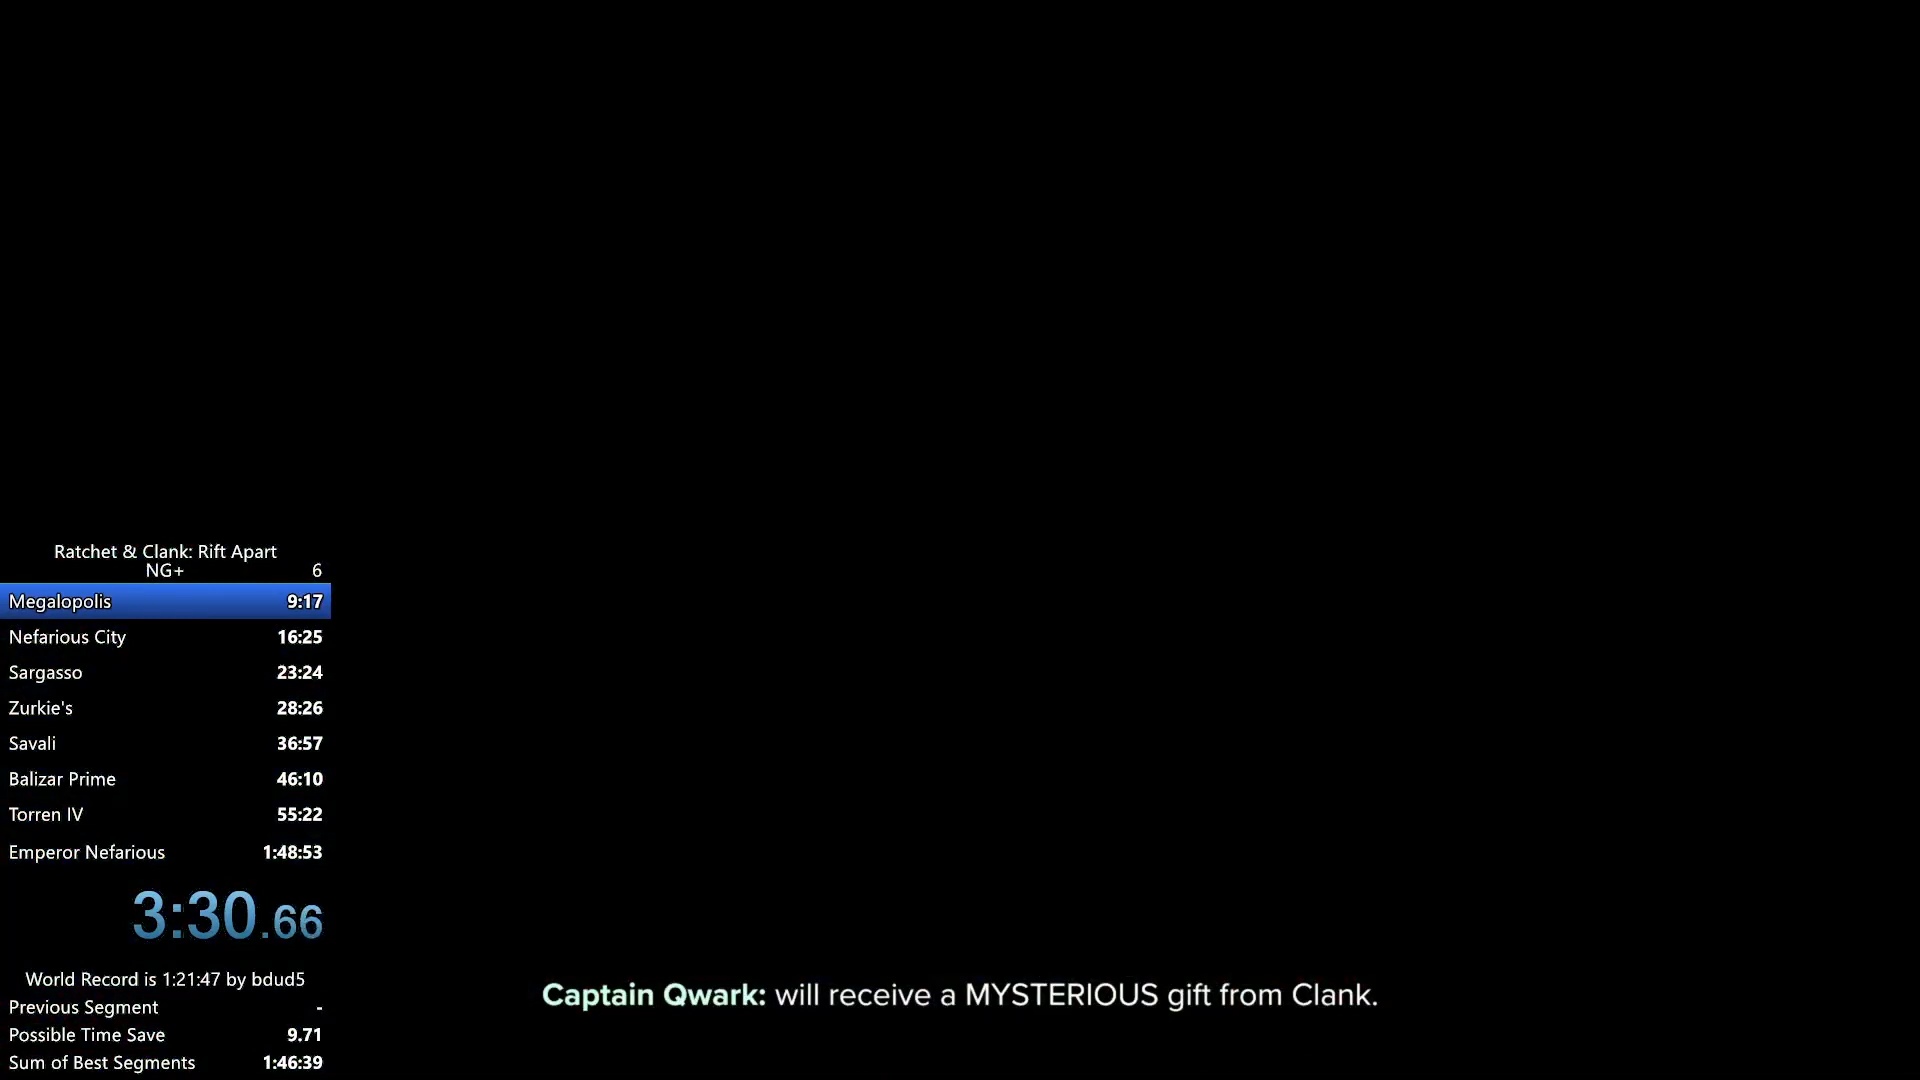 Ratchet & Clank: Rift Apart
NG+ 6
Megalopolis 9:17
Nefarious City 16:25
Sargasso 23:24
Zurkie's 28:26
Savali 36:57
Balizar Prime 46:10
Torren IV 55:22
Emperor Nefarious 1:48:53
3:30.66
World Record is 1:21:47 by bdud5
Previous Segment -
Possible Time Save 9.71
Sum of Best Segments 1:46:39
Captain Qwark: will receive a MYSTERIOUS gift from Clank.